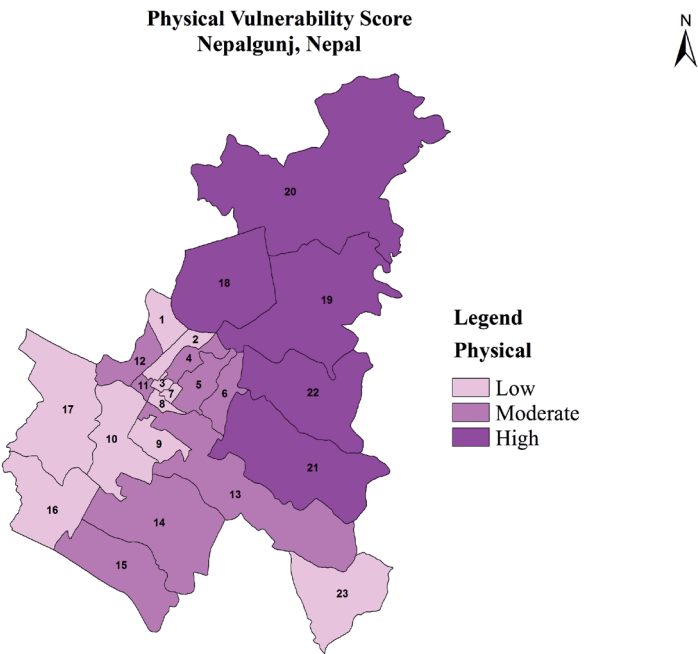 Physical Vulnerability Score
Nepalgunj, Nepal
N
20
18
19
1
2
12
4
11
3
7
5
6
8
22
17
10
9
21
13
16
14
15
23
Legend
Physical
Low
Moderate
High